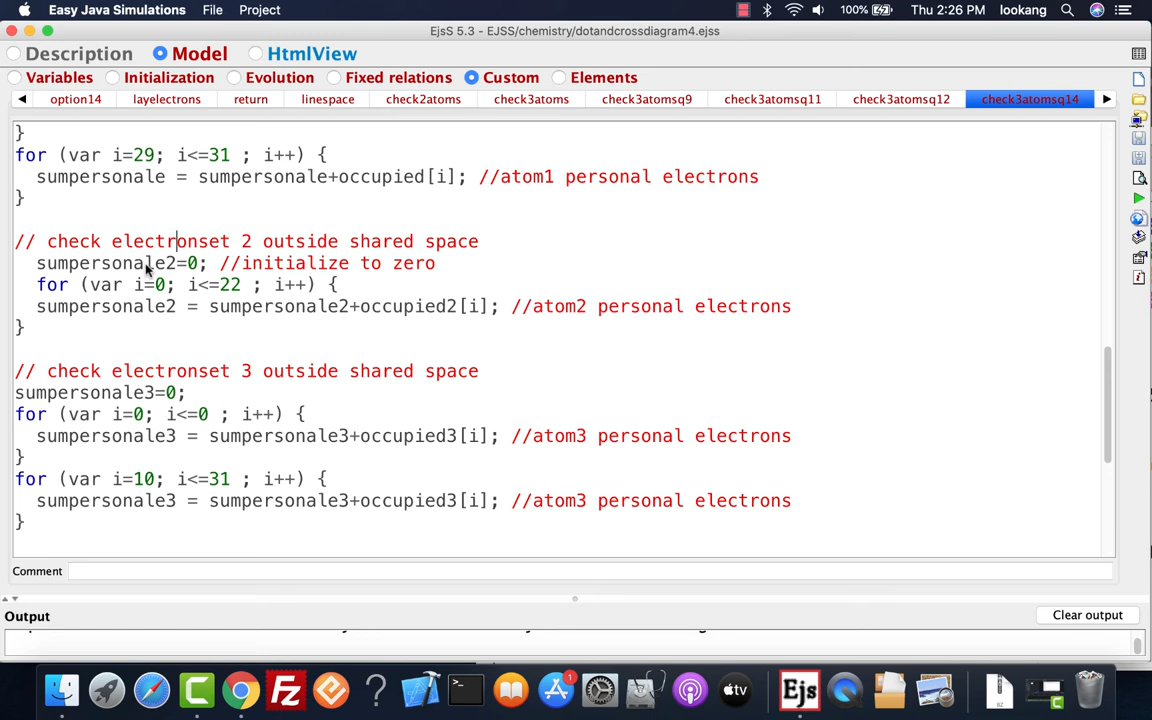 Easy Java Simulations File Project 100% Thu 2:26 PM lookang
EjsS 5.3 - EJSS/chemistry/dotandcrossdiagram4.ejss
Description Model HtmlView
Variables Initialization Evolution Fixed relations Custom Elements
option14 layelectrons return linespace check2atoms check3atoms check3atomsq9 check3atomsq11 check3atomsq12 check3atomsq14
}
for (var i=29; i<=31 ; i++) {
sumpersonale = sumpersonale+occupied[i]; //atom1 personal electrons
}
// check electronset 2 outside shared space
sumpersonale2=0; //initialize to zero
for (var i=0; i<=22 ; i++) {
sumpersonale2 = sumpersonale2+occupied2[i]; //atom2 personal electrons
}
// check electronset 3 outside shared space
sumpersonale3=0;
for (var i=0; i<=0 ; i++) {
sumpersonale3 = sumpersonale3+occupied3[i]; //atom3 personal electrons
}
for (var i=10; i<=31 ; i++) {
sumpersonale3 = sumpersonale3+occupied3[i]; //atom3 personal electrons
}
Comment
Output Clear output
1
Ejs tv
BZ